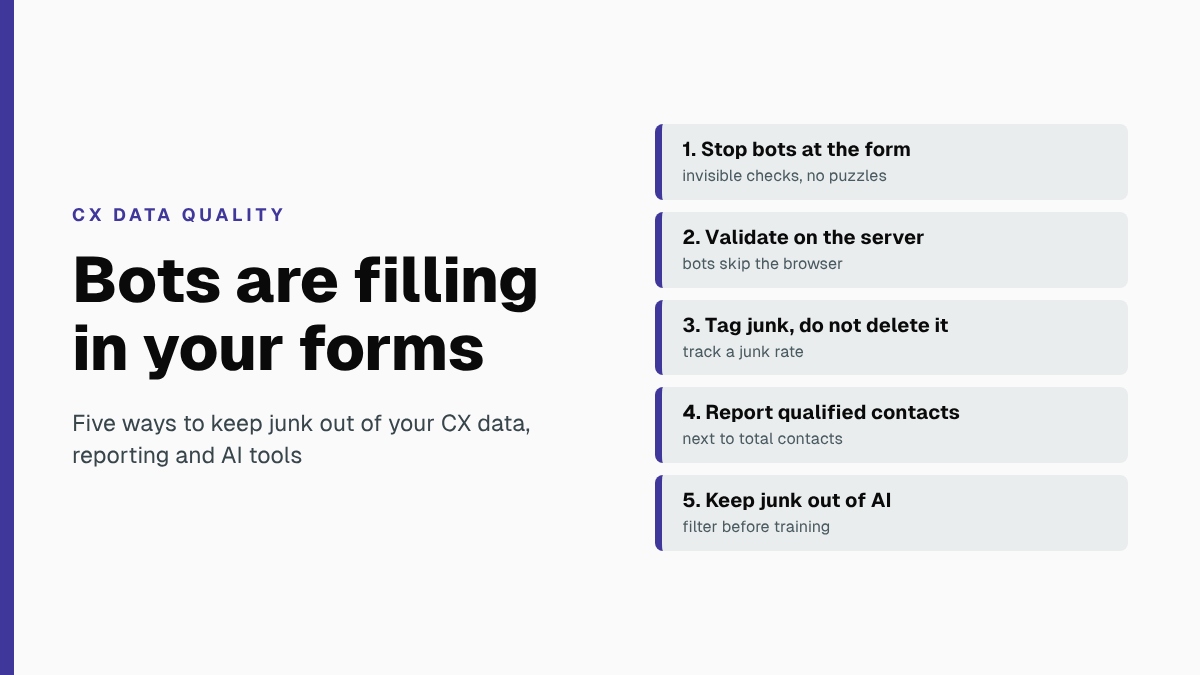 CX DATA QUALITY
Bots are filling
in your forms
Five ways to keep junk out of your CX data,
reporting and AI tools
1. Stop bots at the form
invisible checks, no puzzles
2. Validate on the server
bots skip the browser
3. Tag junk, do not delete it
track a junk rate
4. Report qualified contacts
next to total contacts
5. Keep junk out of AI
filter before training